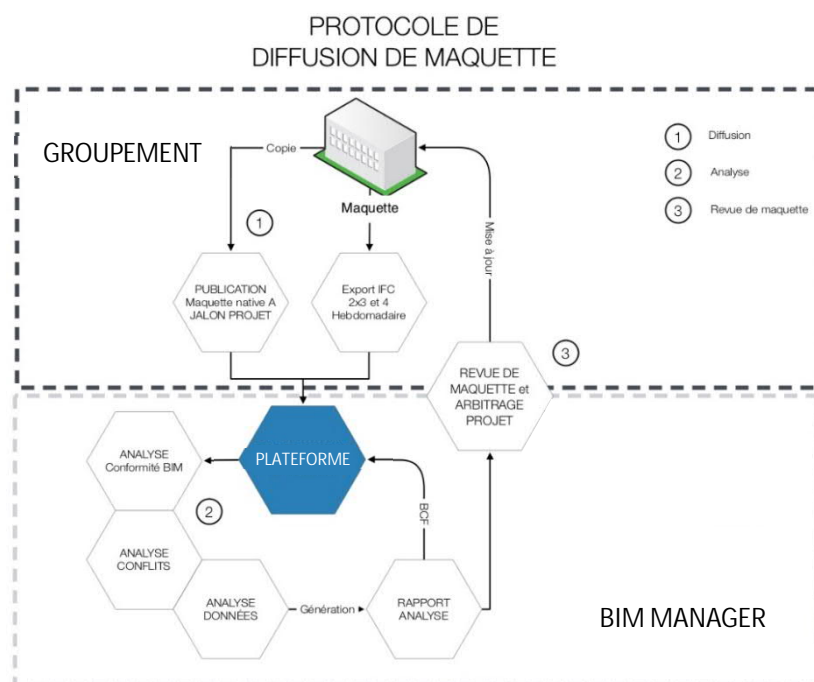 PROTOCOLE DE
DIFFUSION DE MAQUETTE
GROUPEMENT
Copie
Maquette
1
Diffusion
2
Analyse
3
Revue de maquette
1
Mise à jour
PUBLICATION
Maquette native A
JALON PROJET
Export IFC
2x3 et 4
Hebdomadaire
3
REVUE DE
MAQUETTE et
ARBITRAGE
PROJET
ANALYSE
Conformité BIM
PLATEFORME
2
BCF
ANALYSE
CONFLITS
ANALYSE
DONNÉES
Génération
RAPPORT
ANALYSE
BIM MANAGER